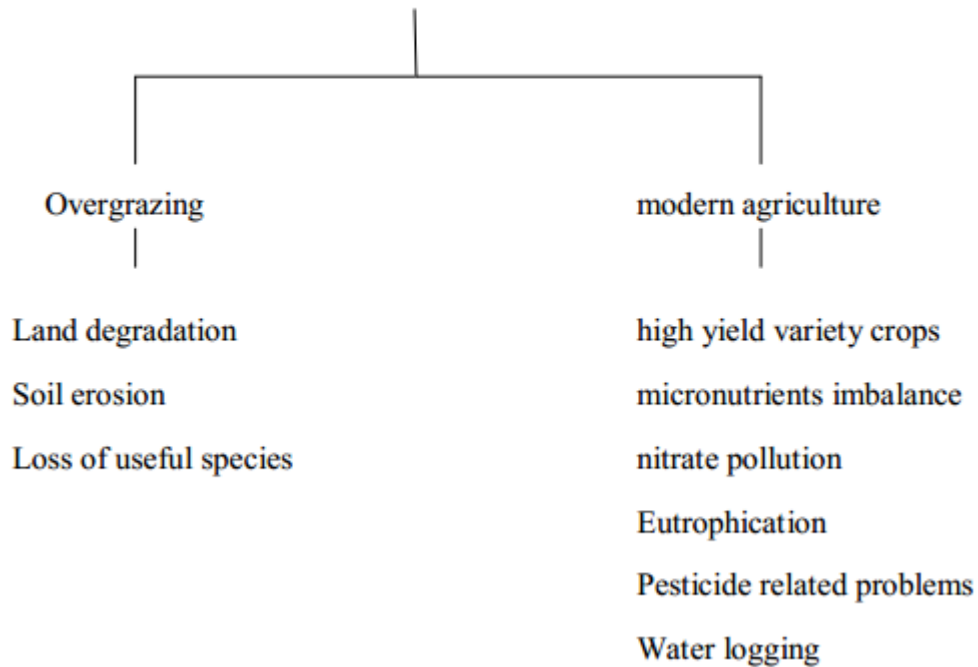 Overgrazing
modern agriculture
Land degradation
high yield variety crops
Soil erosion
micronutrients imbalance
Loss of useful species
nitrate pollution
Eutrophication
Pesticide related problems
Water logging